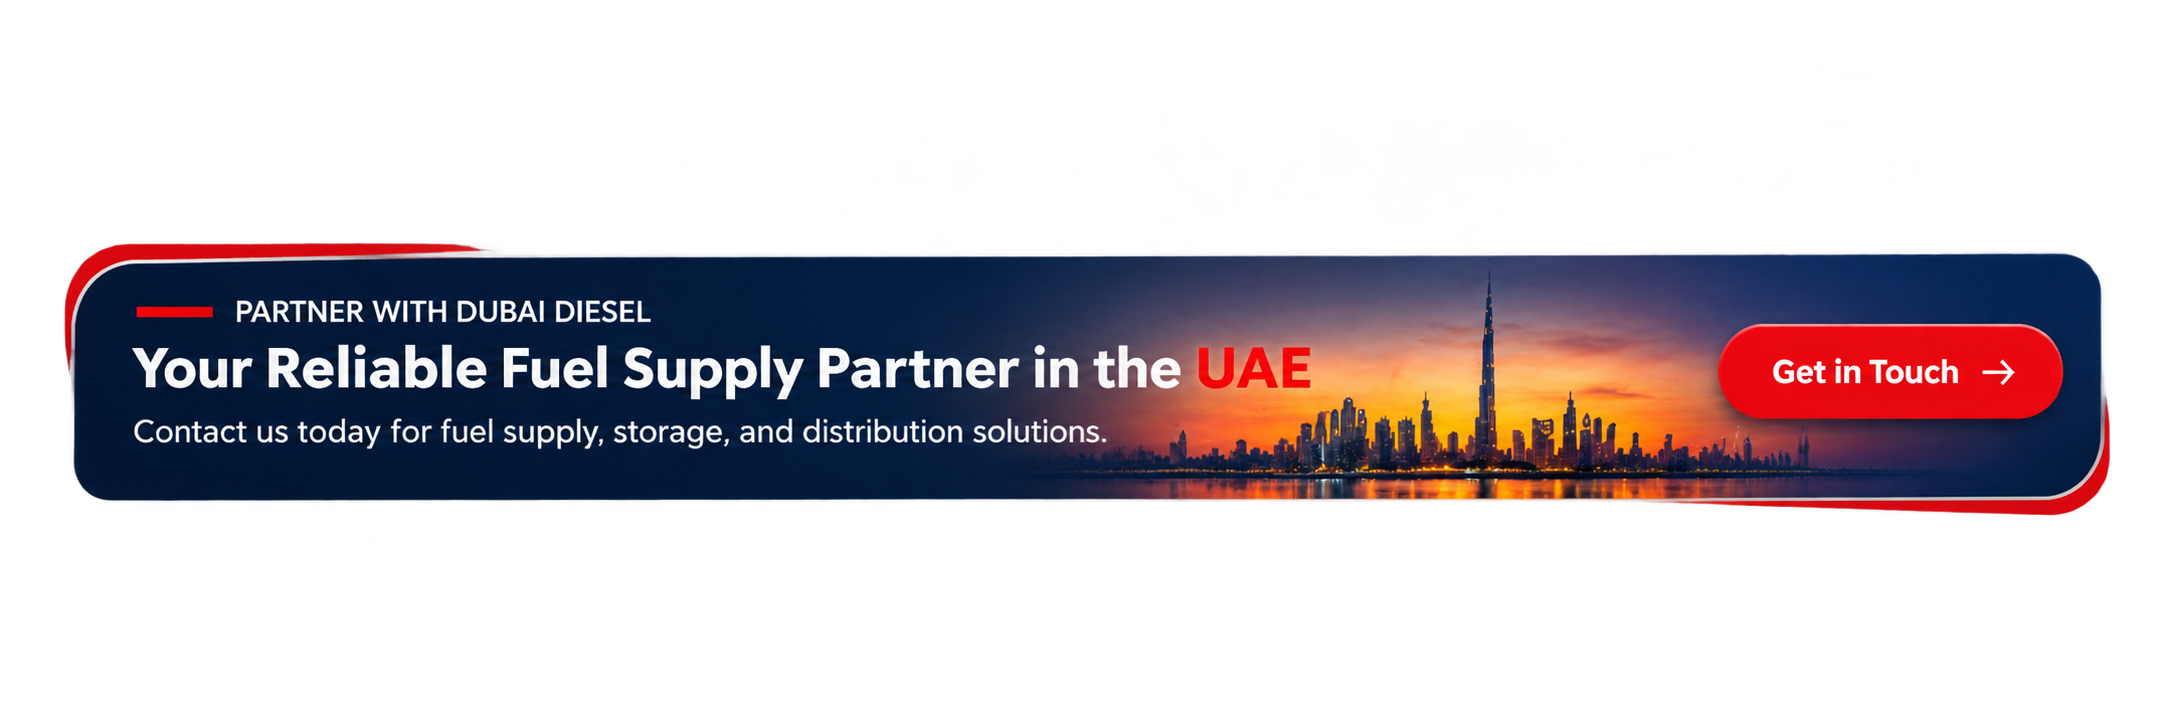 PARTNER WITH DUBAI DIESEL
Your Reliable Fuel Supply Partner in the UAE
Contact us today for fuel supply, storage, and distribution solutions.
Get in Touch →